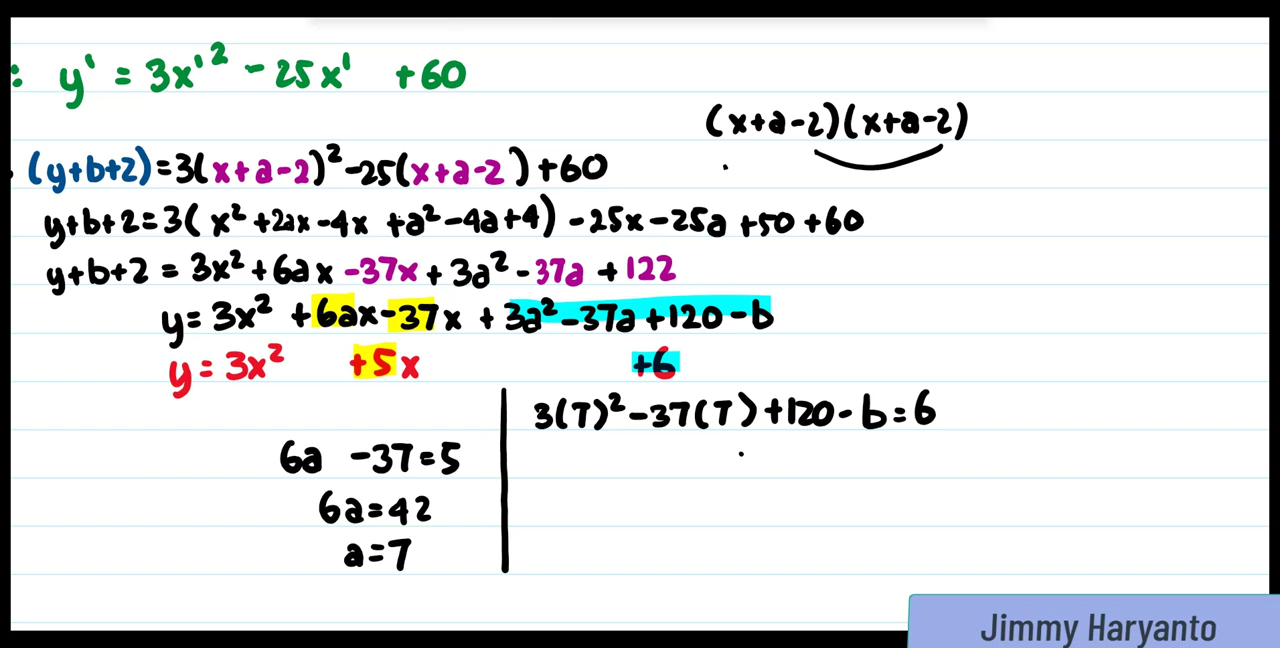 : y' = 3x'² - 25x' + 60
(x+a-2)(x+a-2)
(y+b+2)=3(x+a-2)² -25(x+a-2) +60
y+b+2=3( x² +2ax -4x +a² -4a+4) -25x -25a +50 +60
y+b+2 = 3x² +6ax -37x + 3a² -37a +122
y= 3x² +6ax -37x + 3a² -37a +120 -b
y = 3x² +5x +6
3(7)² -37(7) +120 - b = 6
6a -37=5
6a=42
a=7
Jimmy Haryanto